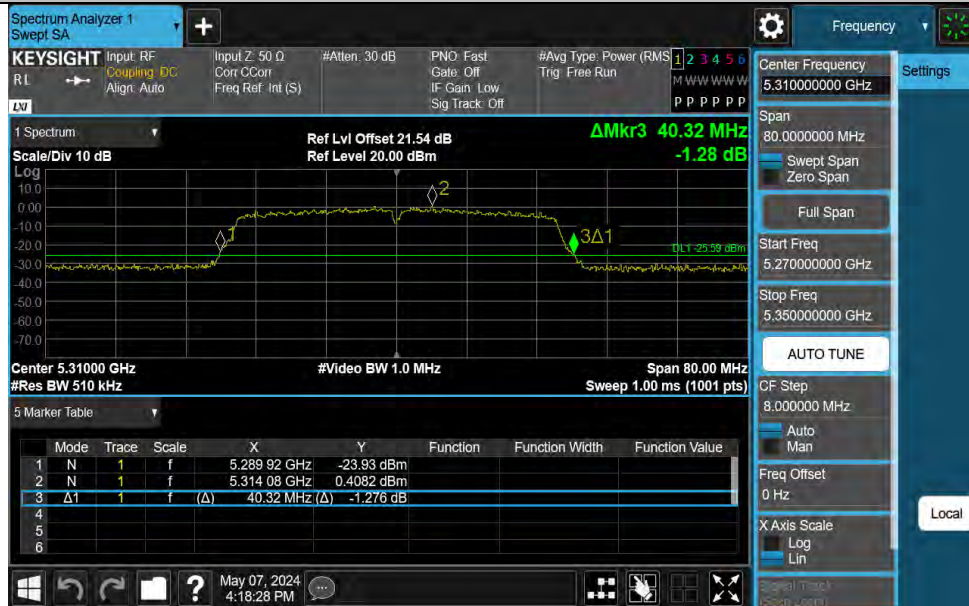 Spectrum Analyzer 1
Swept SA
+
Frequency
KEYSIGHT
Input: RF
Input Z: 50 Ω
#Atten: 30 dB
PNO: Fast
#Avg Type: Power (RMS
1 2 3 4 5 6
RL
Coupling: DC
Corr CCorr
Gate: Off
Trig: Free Run
M W W W W W
Align: Auto
Freq Ref: Int (S)
IF Gain: Low
Sig Track: Off
P P P P P P
LXI
Center Frequency
5.310000000 GHz
Settings
Span
80.0000000 MHz
Swept Span
Zero Span
Full Span
Start Freq
5.270000000 GHz
Stop Freq
5.350000000 GHz
AUTO TUNE
CF Step
8.000000 MHz
Auto
Man
Freq Offset
0 Hz
X Axis Scale
Log
Lin
Local
1 Spectrum
Ref Lvl Offset 21.54 dB
ΔMkr3 40.32 MHz
Scale/Div 10 dB
Ref Level 20.00 dBm
-1.28 dB
Log
10.0
0.00
-10.0
-20.0
-30.0
-40.0
-50.0
-60.0
-70.0
1
2
3Δ1
DL1 -25.59 dBm
Center 5.31000 GHz
#Video BW 1.0 MHz
Span 80.00 MHz
#Res BW 510 kHz
Sweep 1.00 ms (1001 pts)
5 Marker Table
Mode Trace Scale X Y Function Function Width Function Value
1 N 1 f 5.289 92 GHz -23.93 dBm
2 N 1 f 5.314 08 GHz 0.4082 dBm
3 Δ1 1 f (Δ) 40.32 MHz (Δ) -1.276 dB
4
5
6
?
May 07, 2024
4:18:28 PM